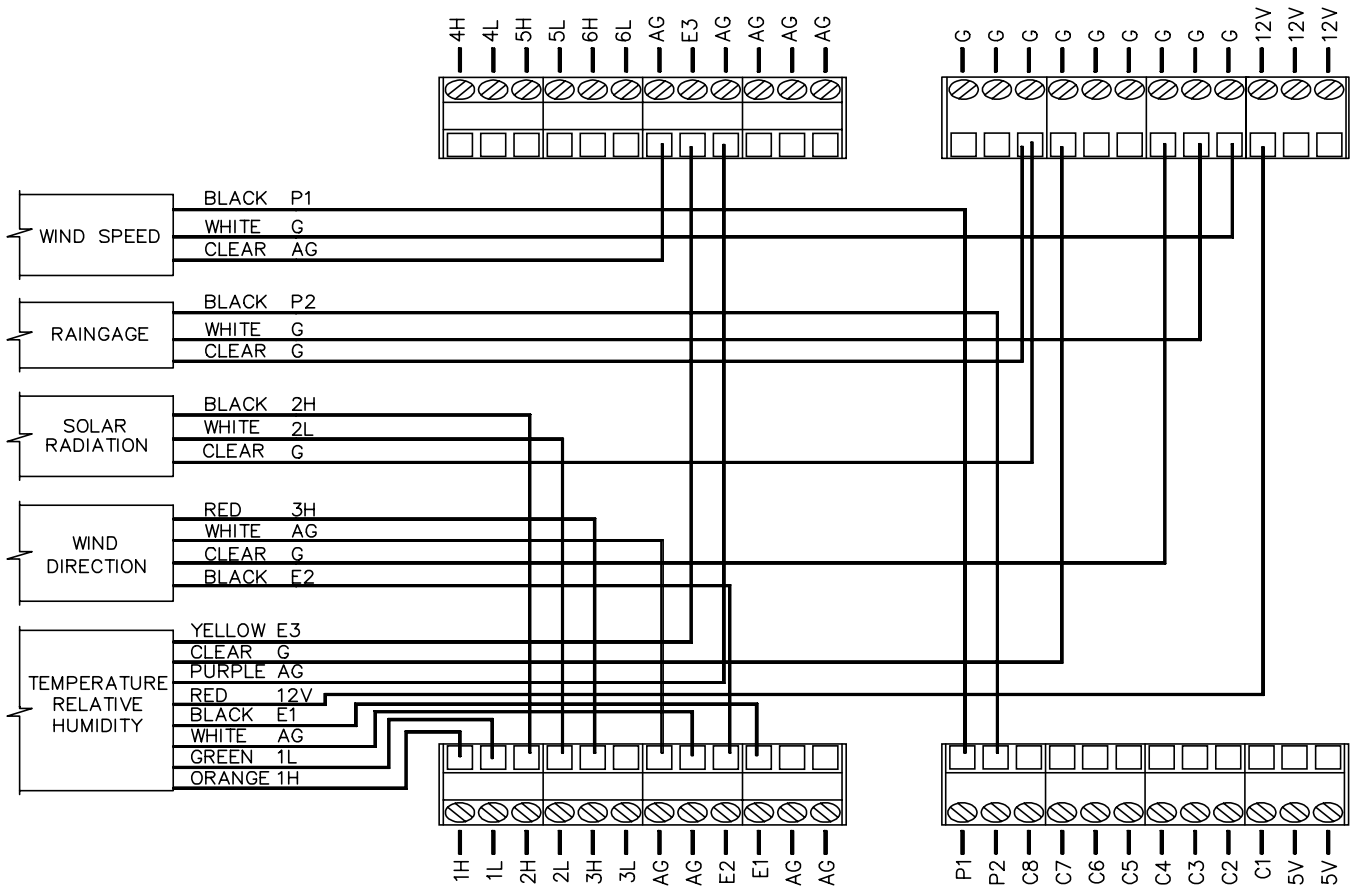 4H 4L 5H 5L 6H 6L AG E3 AG AG AG AG
G G G G G G G G G 12V 12V 12V
WIND SPEED
BLACK P1
WHITE G
CLEAR AG
RAINGAGE
BLACK P2
WHITE G
CLEAR G
SOLAR
RADIATION
BLACK 2H
WHITE 2L
CLEAR G
WIND
DIRECTION
RED 3H
WHITE AG
CLEAR G
BLACK E2
TEMPERATURE
RELATIVE
HUMIDITY
YELLOW E3
CLEAR G
PURPLE AG
RED 12V
BLACK E1
WHITE AG
GREEN 1L
ORANGE 1H
1H 1L 2H 2L 3H 3L AG AG E2 E1 AG AG
P1 P2 C8 C7 C6 C5 C4 C3 C2 C1 5V 5V